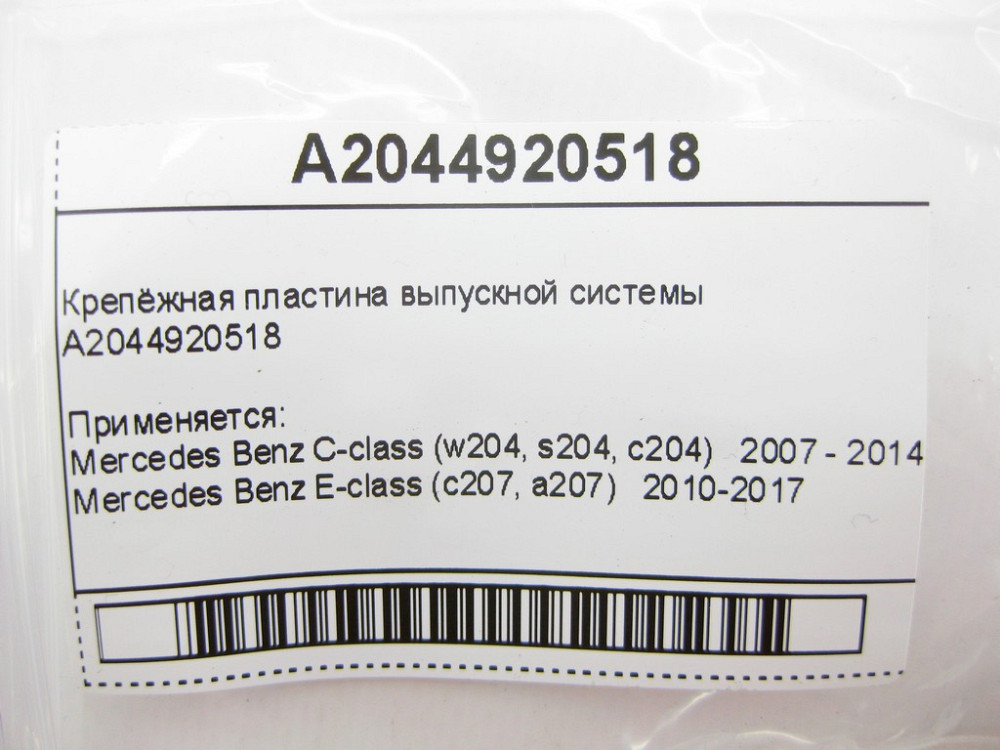 A2044920518
Крепёжная пластина выпускной системы
A2044920518
Применяется:
Mercedes Benz C-class (w204, s204, c204) 2007 - 2014
Mercedes Benz E-class (c207, a207) 2010-2017